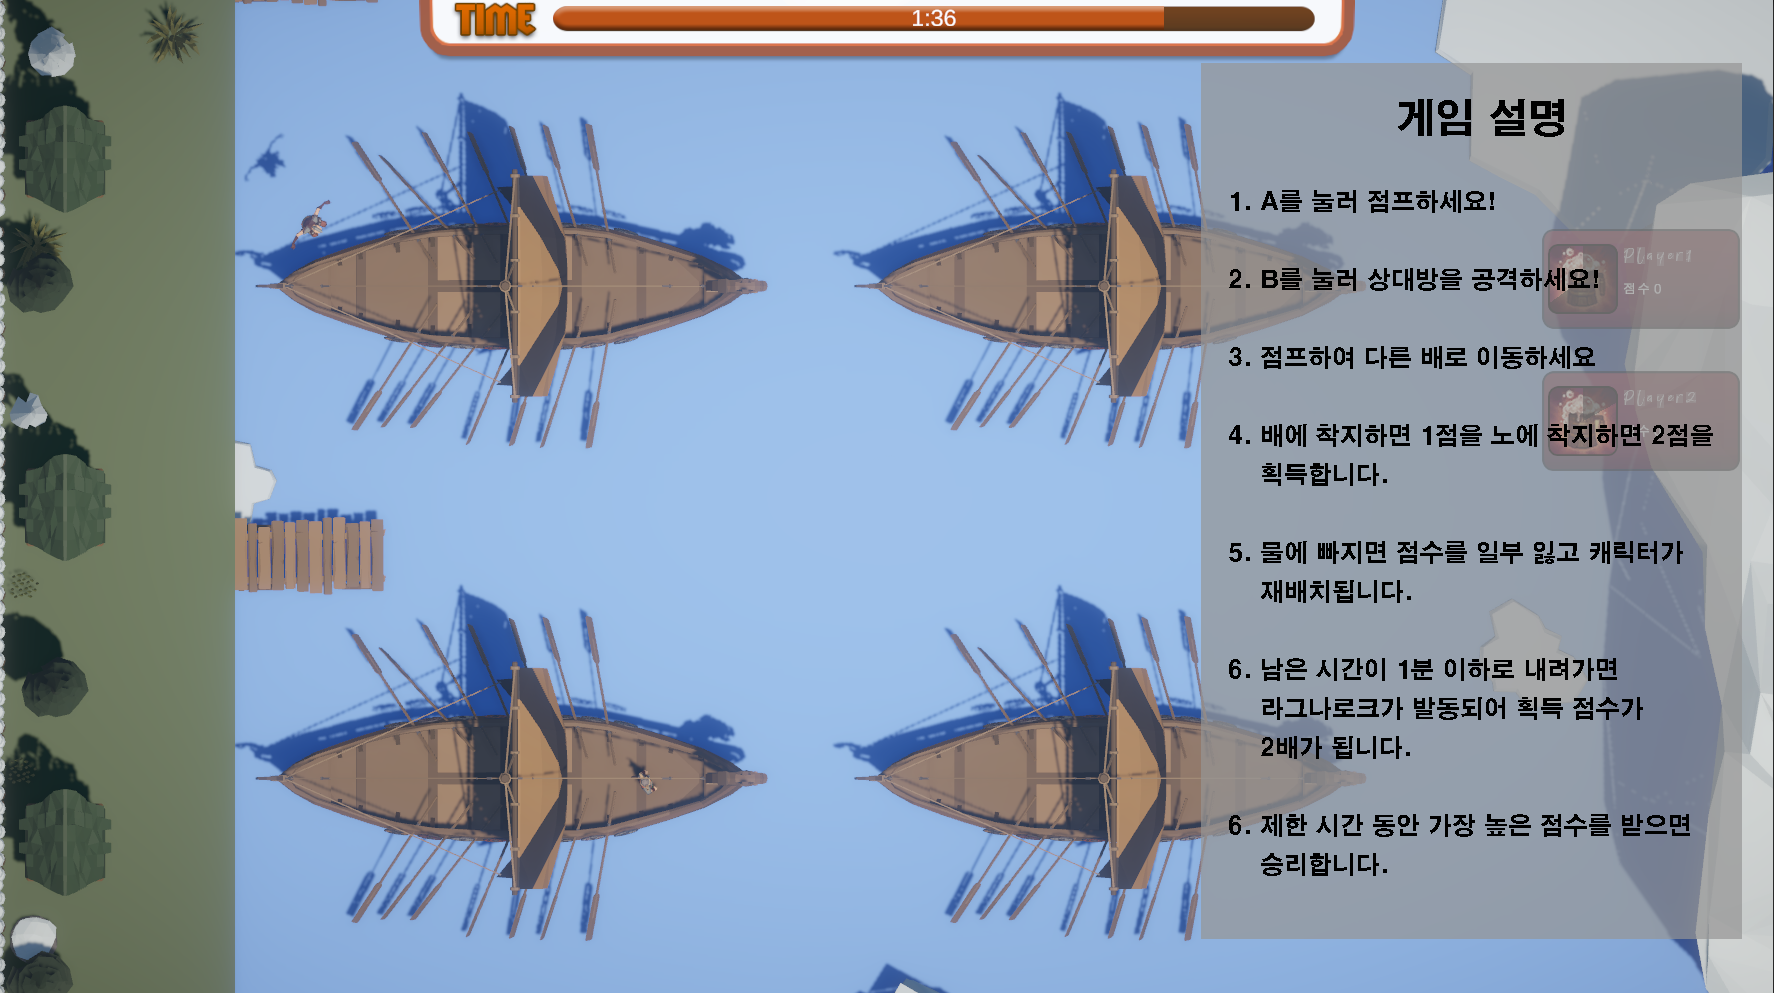 TIME
1:36
게임 설명
1. A를 눌러 점프하세요!
2. B를 눌러 상대방을 공격하세요!
3. 점프하여 다른 배로 이동하세요
4. 배에 착지하면 1점을 노에 착지하면 2점을
획득합니다.
5. 물에 빠지면 점수를 일부 잃고 캐릭터가
재배치됩니다.
6. 남은 시간이 1분 이하로 내려가면
라그나로크가 발동되어 획득 점수가
2배가 됩니다.
6. 제한 시간 동안 가장 높은 점수를 받으면
승리합니다.
Player1
점수 0
Player2